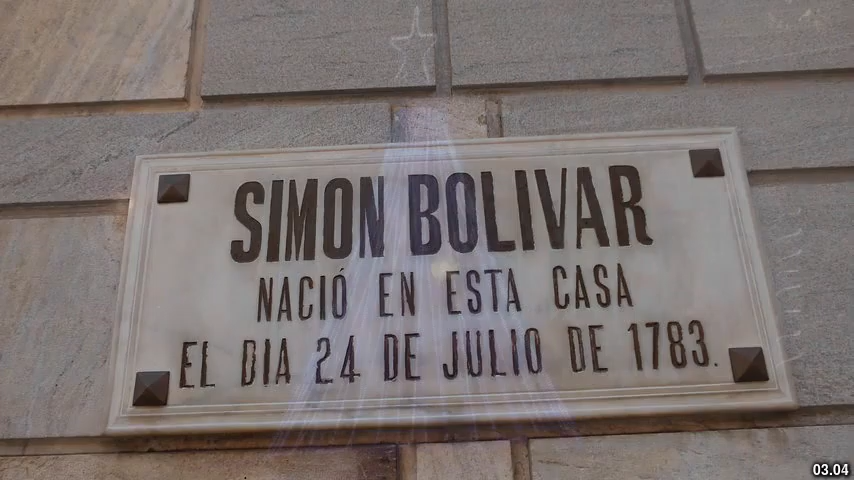 SIMON BOLIVAR
NACIÓ EN ESTA CASA
EL DIA 24 DE JULIO DE 1783.
03.04